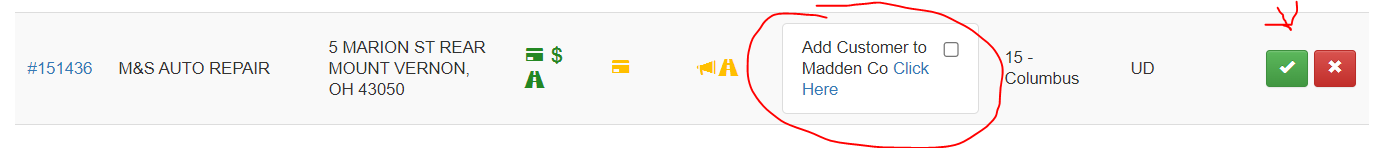 #151436
M&S AUTO REPAIR
5 MARION ST REAR
MOUNT VERNON,
OH 43050
$
Add Customer to
Madden Co Click
Here
15 -
Columbus
UD